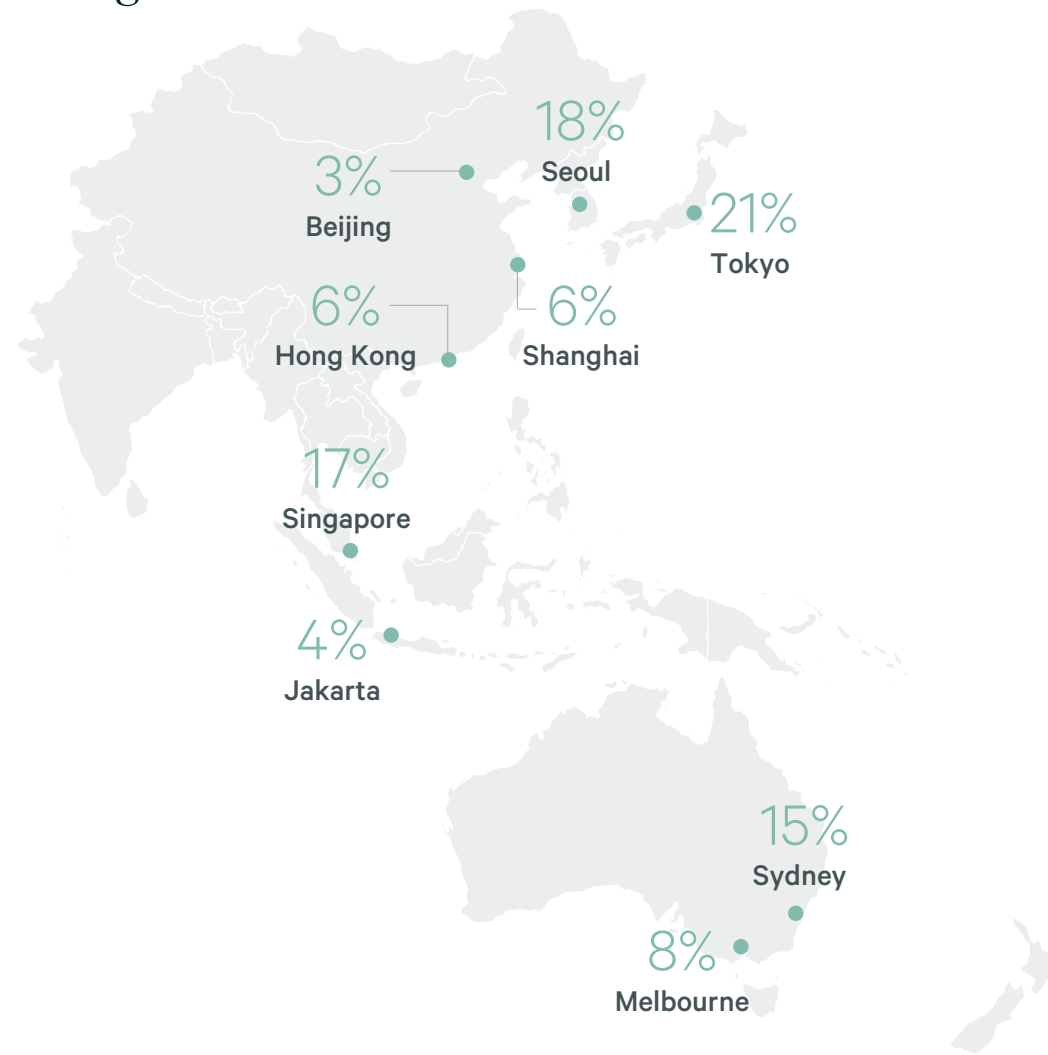 18%
Seoul
3%
Beijing
21%
Tokyo
6%
Hong Kong
6%
Shanghai
17%
Singapore
4%
Jakarta
15%
Sydney
8%
Melbourne